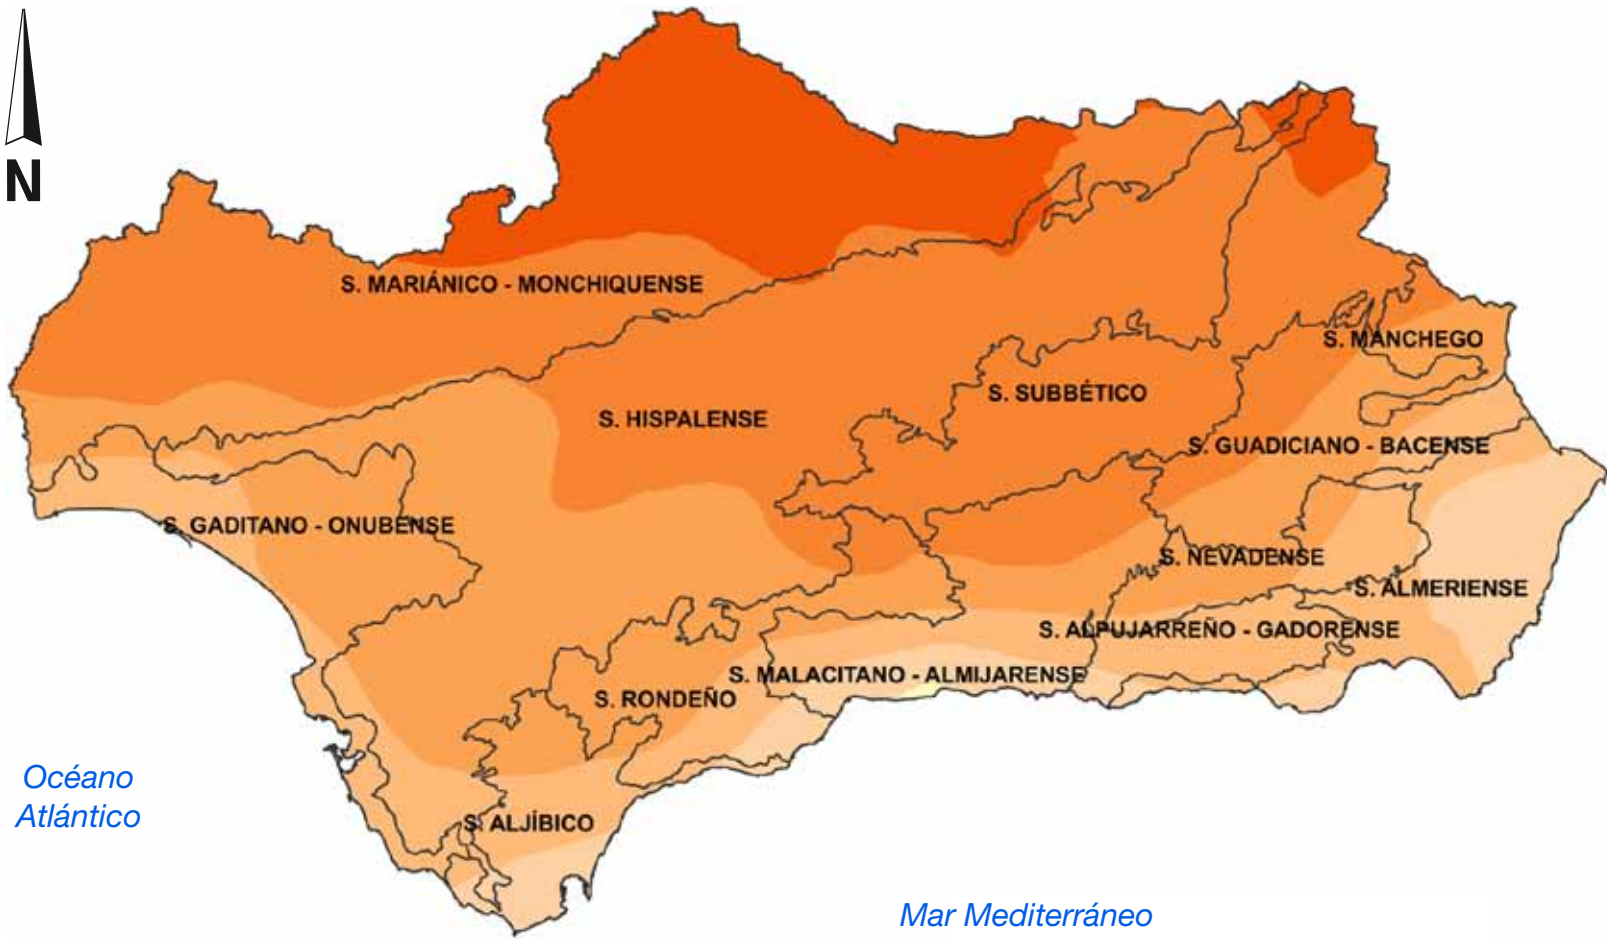 N
S. MARIÁNICO - MONCHIQUENSE
S. MANCHEGO
S. SUBBÉTICO
S. HISPALENSE
S. GUADICIANO - BACENSE
S. GADITANO - ONUBENSE
S. NEVADENSE
S. ALMERIENSE
S. ALPUJARREÑO - GADORENSE
S. MALACITANO - ALMIJARENSE
S. RONDEÑO
Océano
Atlántico
S. ALJÍBICO
Mar Mediterráneo